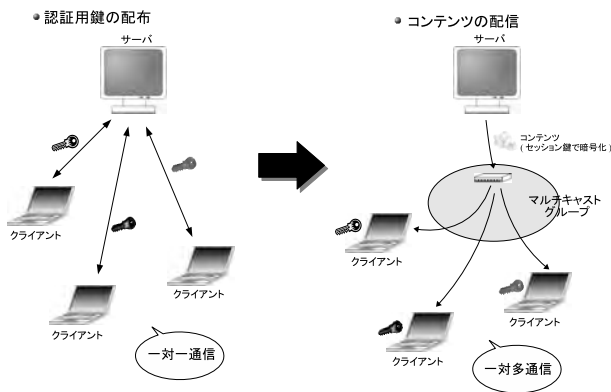 • 認証用鍵の配布
サーバ
クライアント
クライアント
クライアント
一対一通信
• コンテンツの配信
サーバ
コンテンツ
(セッション鍵で暗号化)
マルチキャスト
グループ
クライアント
クライアント
クライアント
一対多通信